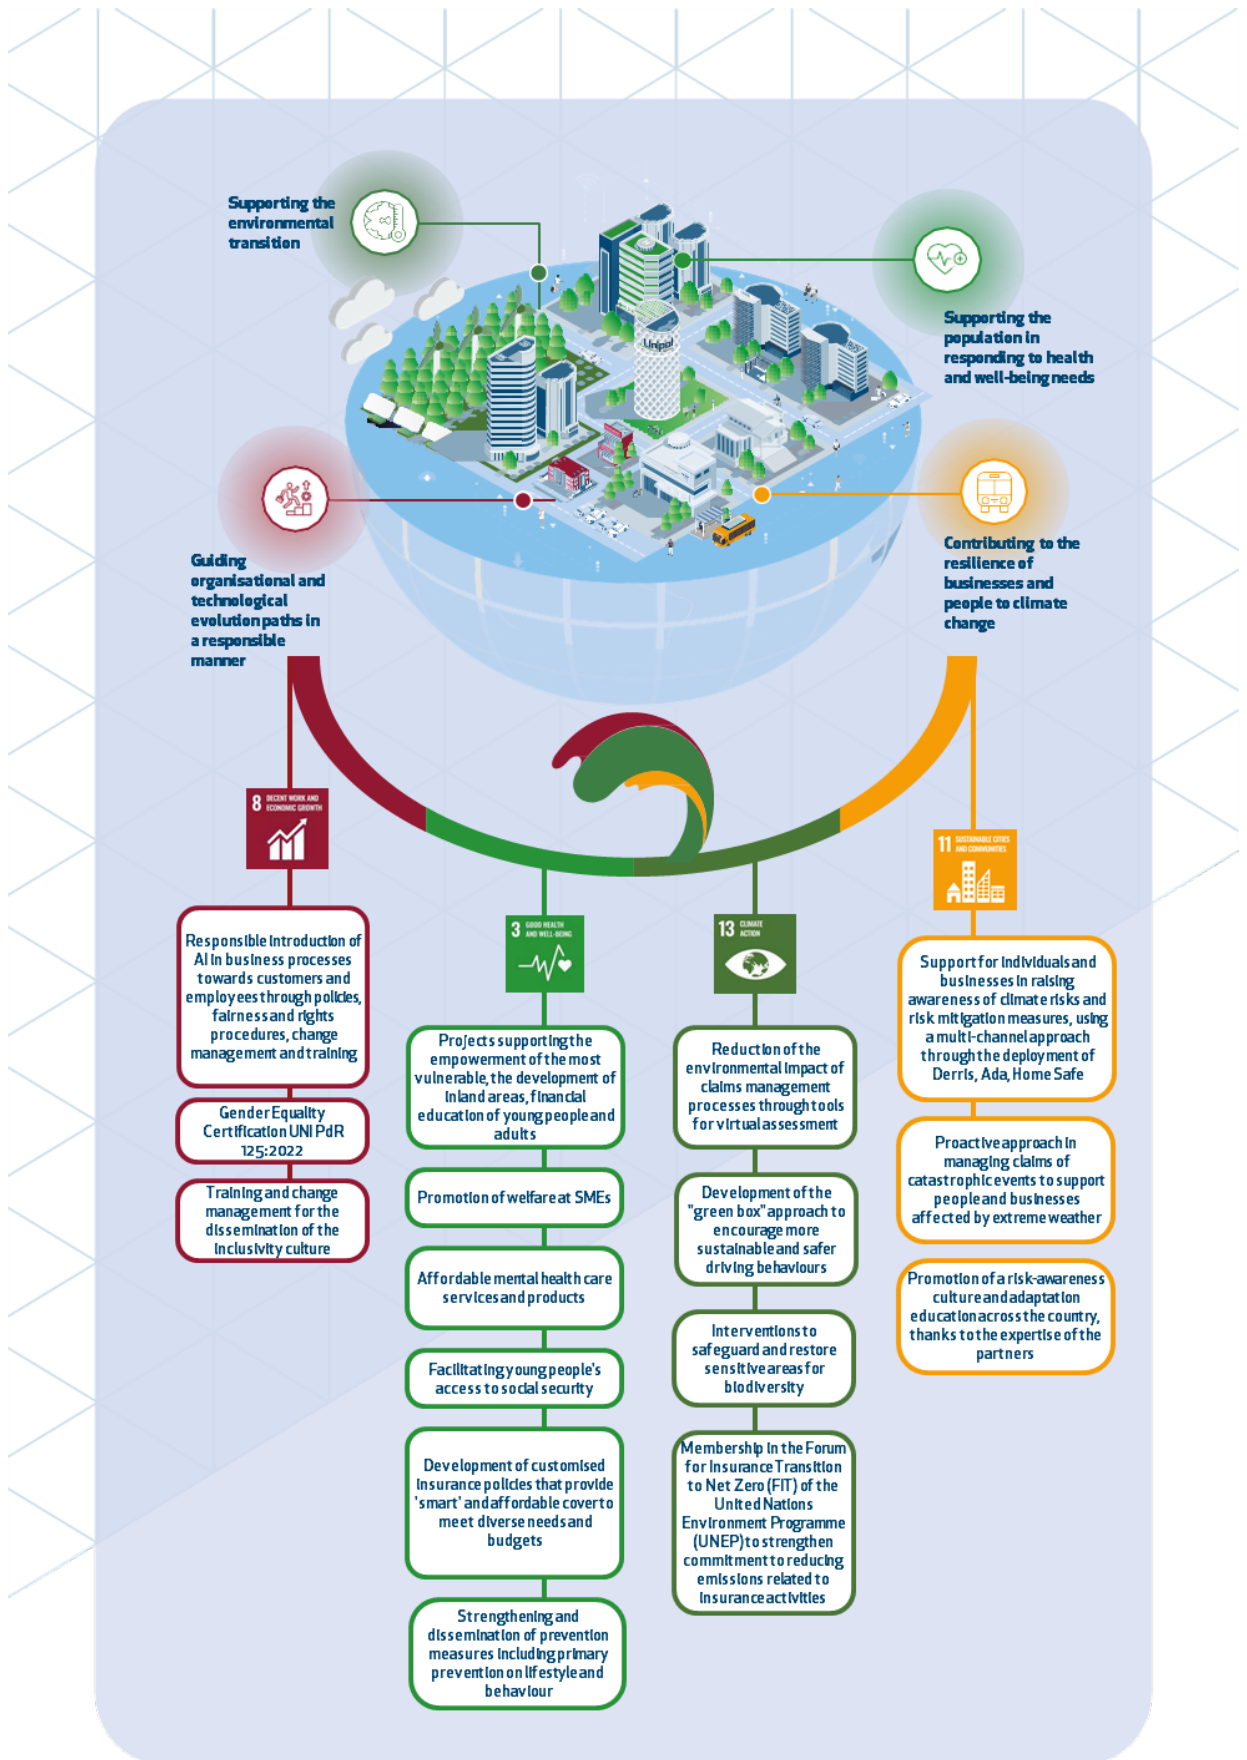 Supporting the
environmental
transition
Unipol
Supporting the
population in
responding to health
and well-being needs
Guiding
organisational and
technological
evolution paths in
a responsible
manner
Contributing to the
resilience of
businesses and
people to climate
change
8 DECENT WORK AND
ECONOMIC GROWTH
Responsible introduction of
AI in business processes
towards customers and
employees through policies,
fairness and rights
procedures, change
management and training
Gender Equality
Certification UNI PdR
125:2022
Training and change
management for the
dissemination of the
inclusivity culture
3 GOOD HEALTH
AND WELL-BEING
Projects supporting the
empowerment of the most
vulnerable, the development of
inland areas, financial
education of young people and
adults
Promotion of welfare at SMEs
Affordable mental health care
services and products
Facilitating young people's
access to social security
Development of customised
insurance policies that provide
'smart' and affordable cover to
meet diverse needs and
budgets
Strengthening and
dissemination of prevention
measures including primary
prevention on lifestyle and
behaviour
13 CLIMATE
ACTION
Reduction of the
environmental impact of
claims management
processes through tools
for virtual assessment
Development of the
"green box" approach to
encourage more
sustainable and safer
driving behaviours
Interventions to
safeguard and restore
sensitive areas for
biodiversity
Membership in the Forum
for Insurance Transition
to Net Zero (FIT) of the
United Nations
Environment Programme
(UNEP) to strengthen
commitment to reducing
emissions related to
insurance activities
11 SUSTAINABLE CITIES
AND COMMUNITIES
Support for individuals and
businesses in raising
awareness of climate risks and
risk mitigation measures, using
a multi-channel approach
through the deployment of
Derris, Ada, Home Safe
Proactive approach in
managing claims of
catastrophic events to support
people and businesses
affected by extreme weather
Promotion of a risk-awareness
culture and adaptation
education across the country,
thanks to the expertise of the
partners